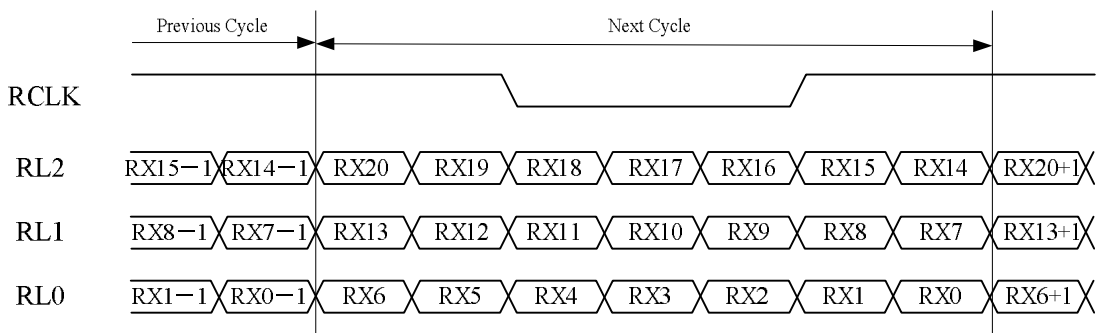 Previous Cycle Next Cycle
RCLK
RL2 RX15−1 RX14−1 RX20 RX19 RX18 RX17 RX16 RX15 RX14 RX20+1
RL1 RX8−1 RX7−1 RX13 RX12 RX11 RX10 RX9 RX8 RX7 RX13+1
RL0 RX1−1 RX0−1 RX6 RX5 RX4 RX3 RX2 RX1 RX0 RX6+1